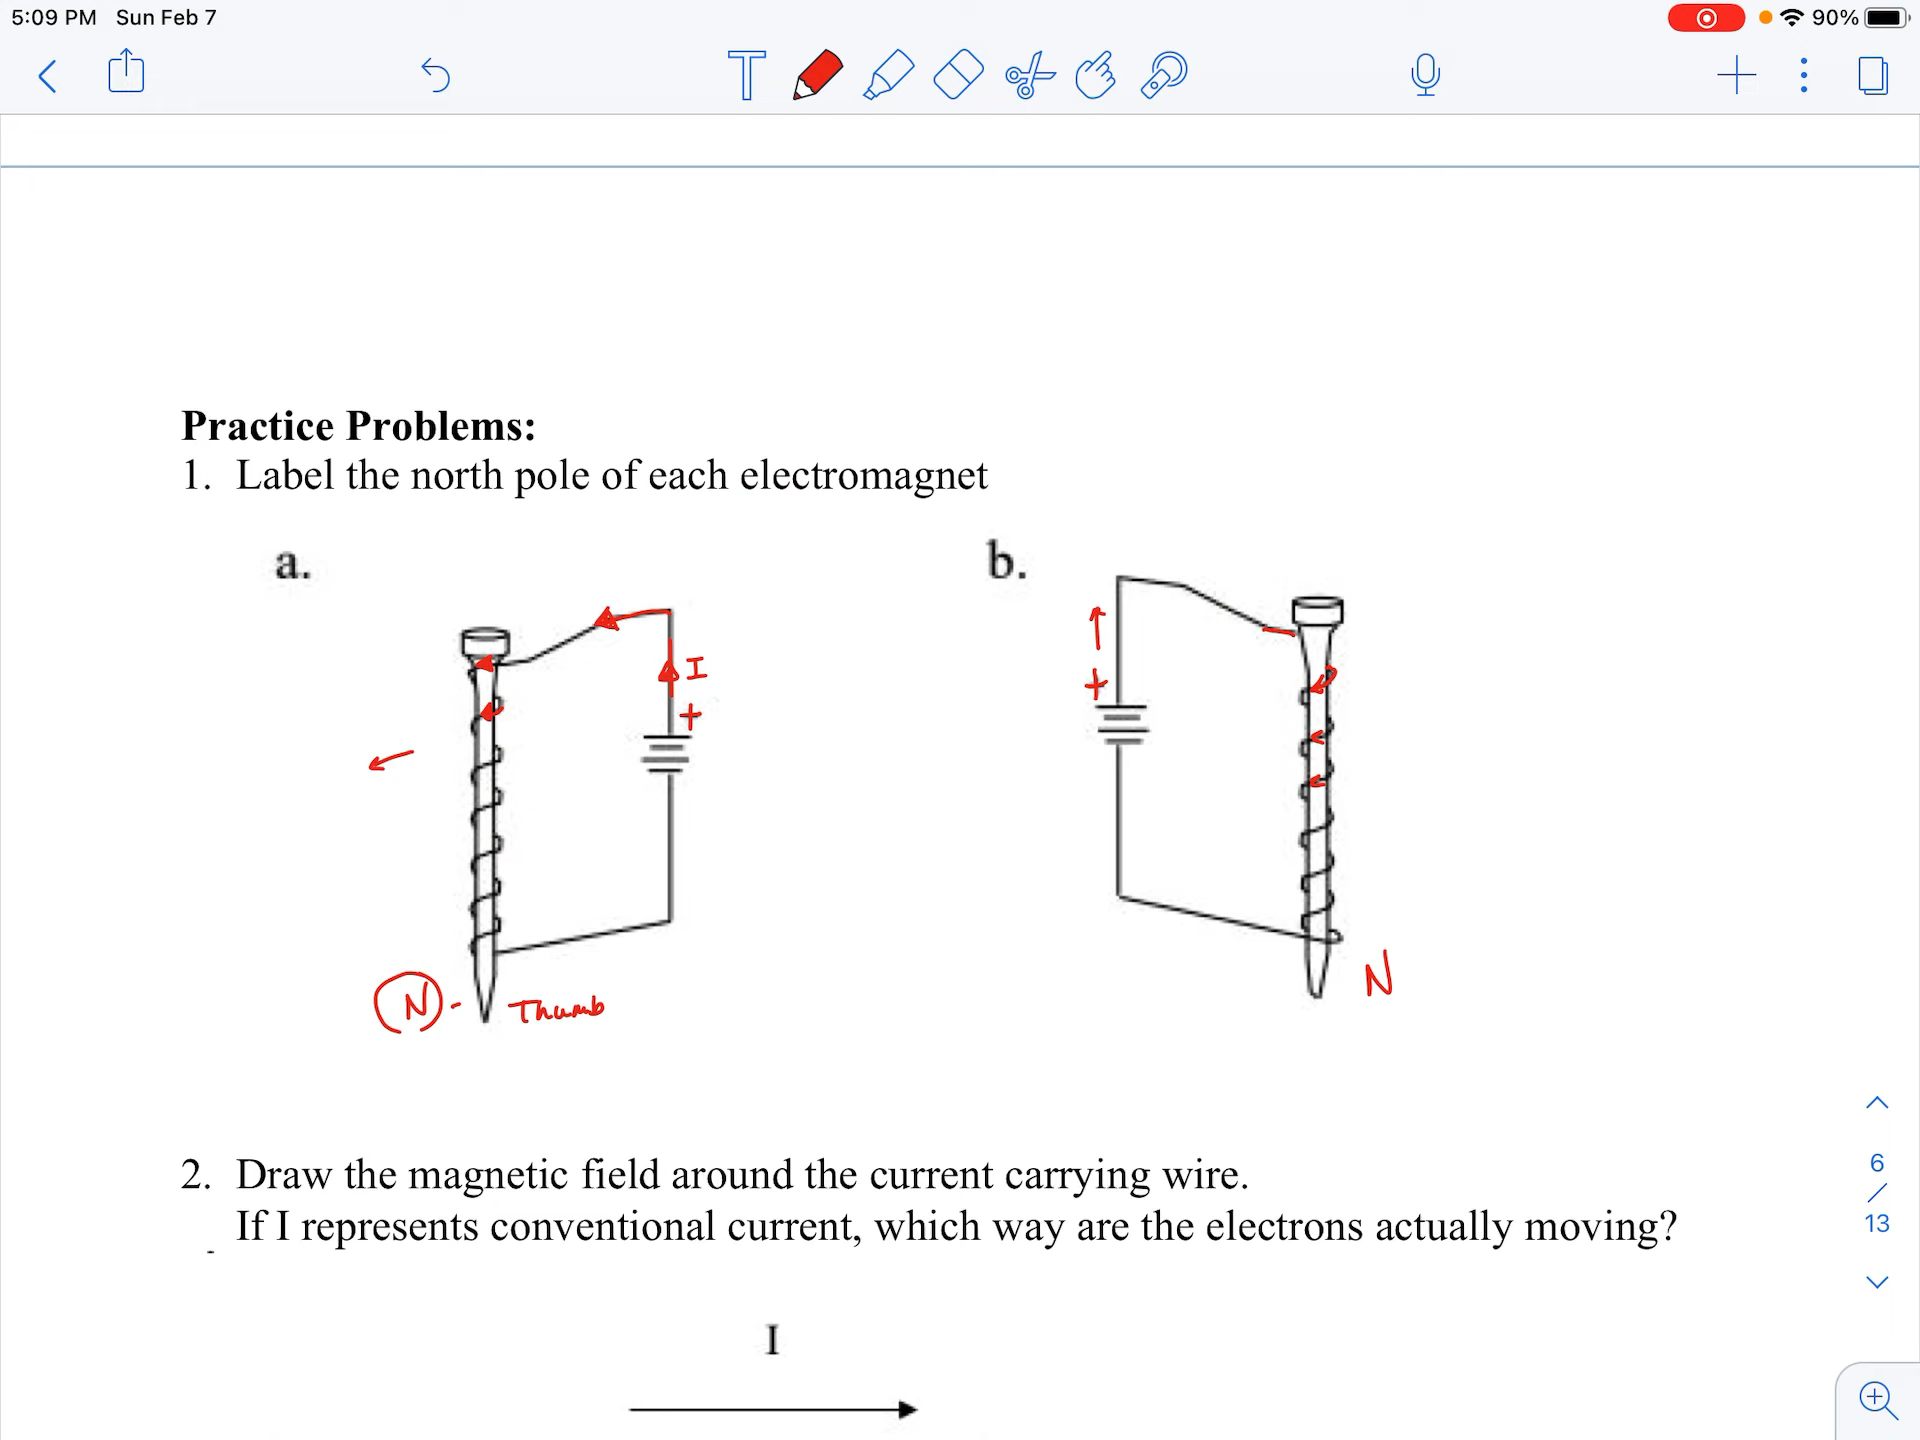 5:09 PM Sun Feb 7
90%
T
Practice Problems:
1. Label the north pole of each electromagnet
a.
b.
I
+
+
N
Thumb
N
2. Draw the magnetic field around the current carrying wire.
If I represents conventional current, which way are the electrons actually moving?
6
/
13
I